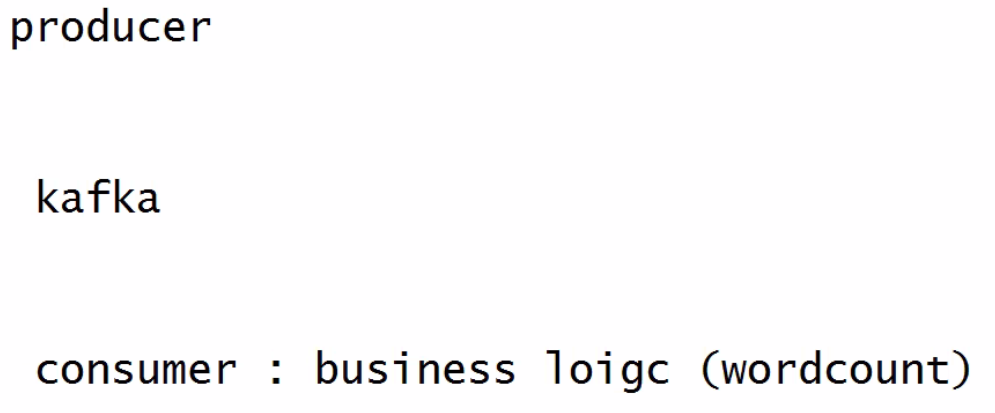 producer
kafka
consumer : business loigc (wordcount)